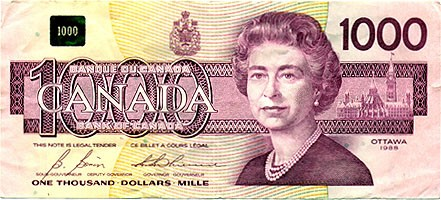 1000
1000
BANQUE DU CANADA
1000
CANADA
BANK OF CANADA
THIS NOTE IS LEGAL TENDER
CE BILLET A COURS LÉGAL
OTTAWA
1988
SOUS-GOUVERNEUR DEPUTY GOVERNOR
GOUVERNEUR GOVERNOR
ONE THOUSAND • DOLLARS • MILLE